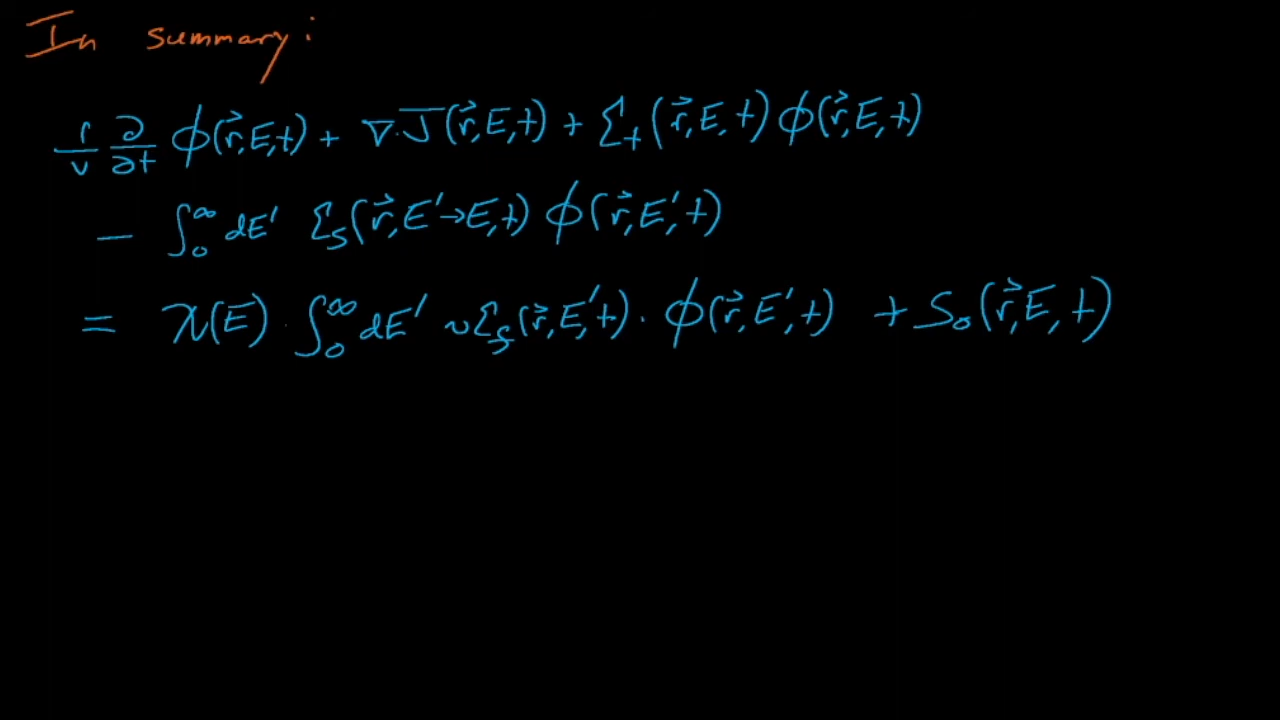 In summary:
1/v ∂/∂t ϕ(r⃗,E,t) + ∇·J(r⃗,E,t) + Σt(r⃗,E,t) ϕ(r⃗,E,t)
− ∫₀^∞ dE' Σs(r⃗,E'→E,t) ϕ(r⃗,E',t)
= χ(E) · ∫₀^∞ dE' νΣf(r⃗,E',t) · ϕ(r⃗,E',t) + S₀(r⃗,E,t)